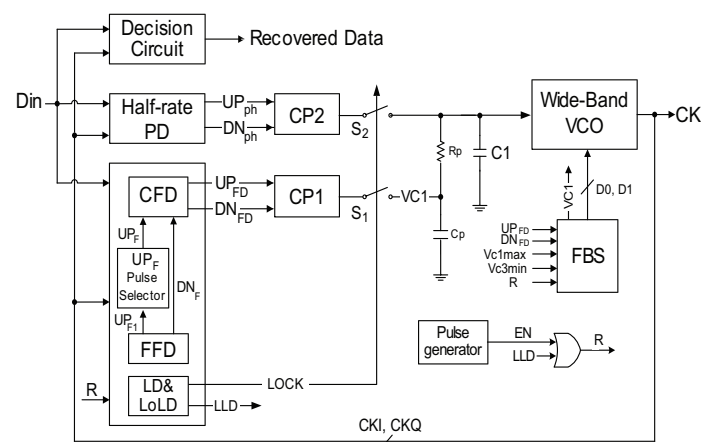 Decision
Circuit
Recovered Data
Din
Half-rate
PD
UPph
DNph
CP2
S2
Wide-Band
VCO
CK
Rp
C1
CFD
UPFD
DNFD
CP1
S1
VC1
Cp
VC1
D0, D1
UPF
UPF
Pulse
Selector
DNF
UPF1
FFD
UPFD
DNFD
Vc1max
Vc3min
R
FBS
Pulse
generator
EN
LLD
R
R
LD&
LoLD
LOCK
LLD
CKI, CKQ